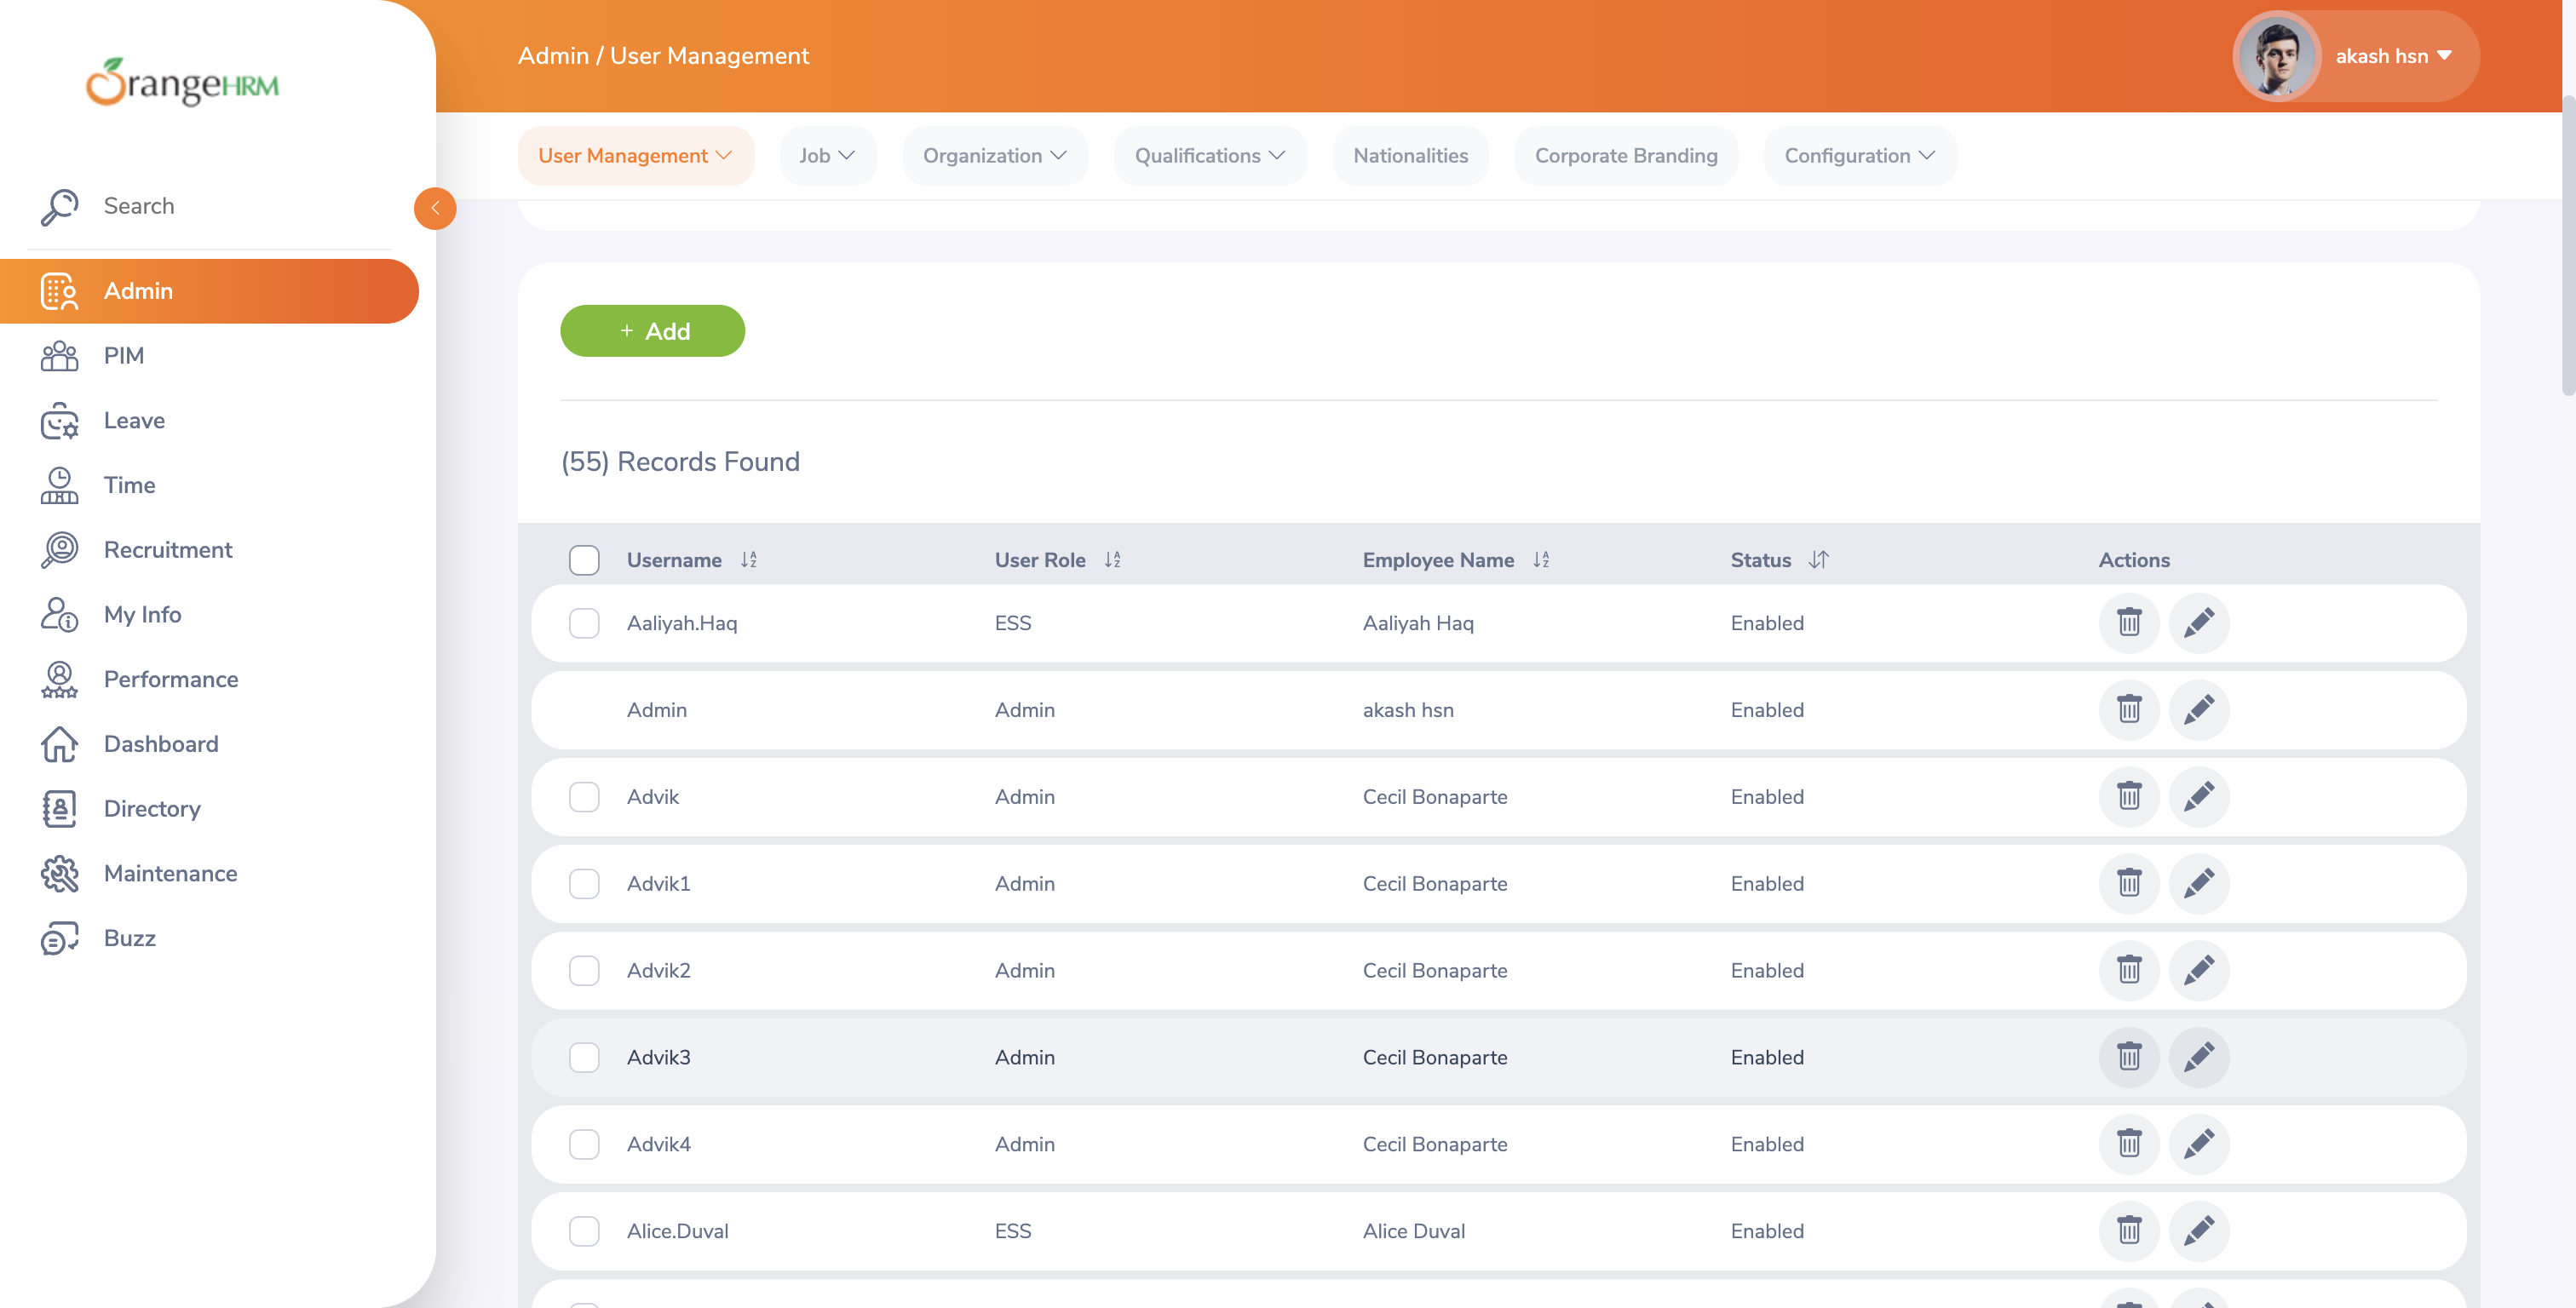 OrangeHRM
Admin / User Management
akash hsn
User Management
Job
Organization
Qualifications
Nationalities
Corporate Branding
Configuration
Search
Admin
PIM
Leave
Time
Recruitment
My Info
Performance
Dashboard
Directory
Maintenance
Buzz
+ Add
(55) Records Found
Username User Role Employee Name Status Actions
Aaliyah.Haq ESS Aaliyah Haq Enabled
Admin Admin akash hsn Enabled
Advik Admin Cecil Bonaparte Enabled
Advik1 Admin Cecil Bonaparte Enabled
Advik2 Admin Cecil Bonaparte Enabled
Advik3 Admin Cecil Bonaparte Enabled
Advik4 Admin Cecil Bonaparte Enabled
Alice.Duval ESS Alice Duval Enabled